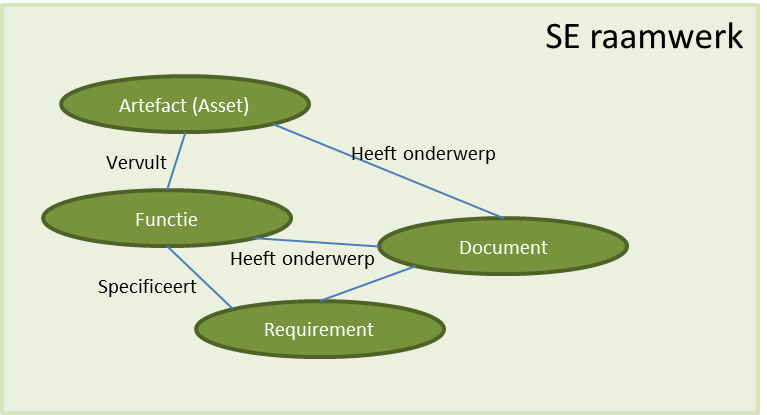 SE raamwerk
Artefact (Asset)
Vervult
Heeft onderwerp
Functie
Document
Heeft onderwerp
Specificeert
Requirement